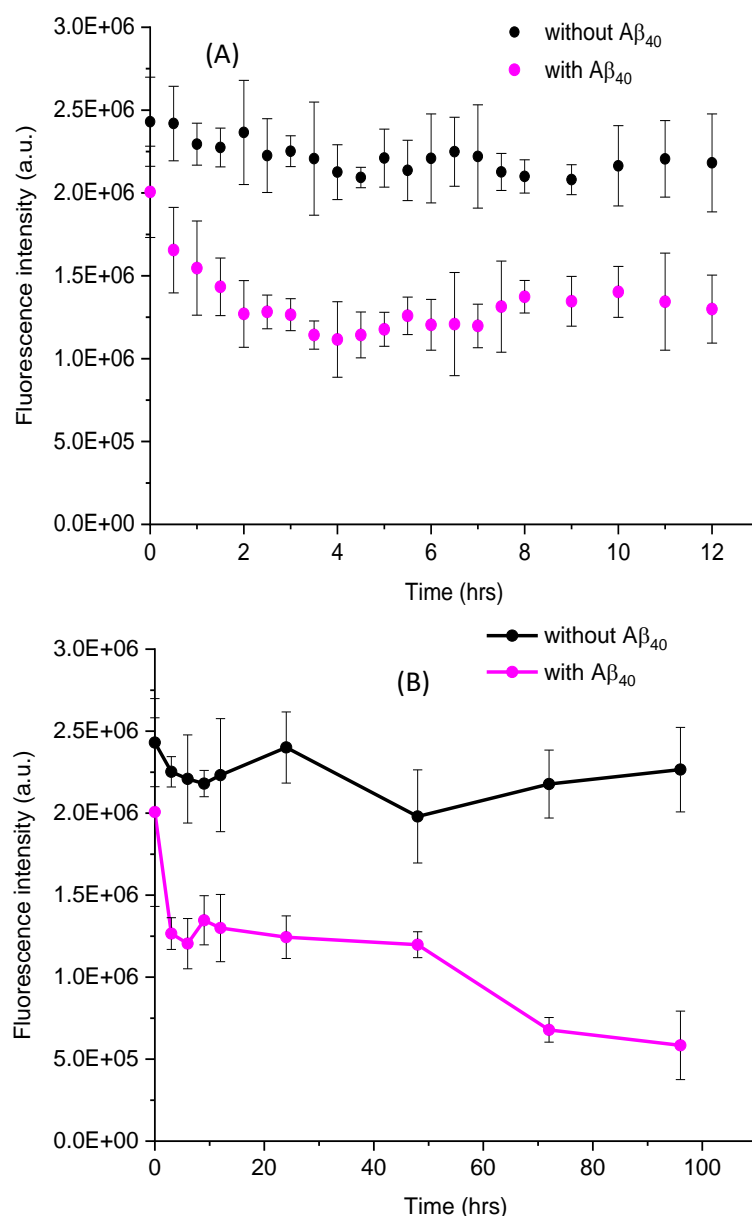 3.0E+06
2.5E+06
2.0E+06
1.5E+06
1.0E+06
5.0E+05
0.0E+00
Fluorescence intensity (a.u.)
(A)
without Aβ₄₀
with Aβ₄₀
0 2 4 6 8 10 12
Time (hrs)
3.0E+06
2.5E+06
2.0E+06
1.5E+06
1.0E+06
5.0E+05
0.0E+00
Fluorescence intensity (a.u.)
(B)
without Aβ₄₀
with Aβ₄₀
0 20 40 60 80 100
Time (hrs)